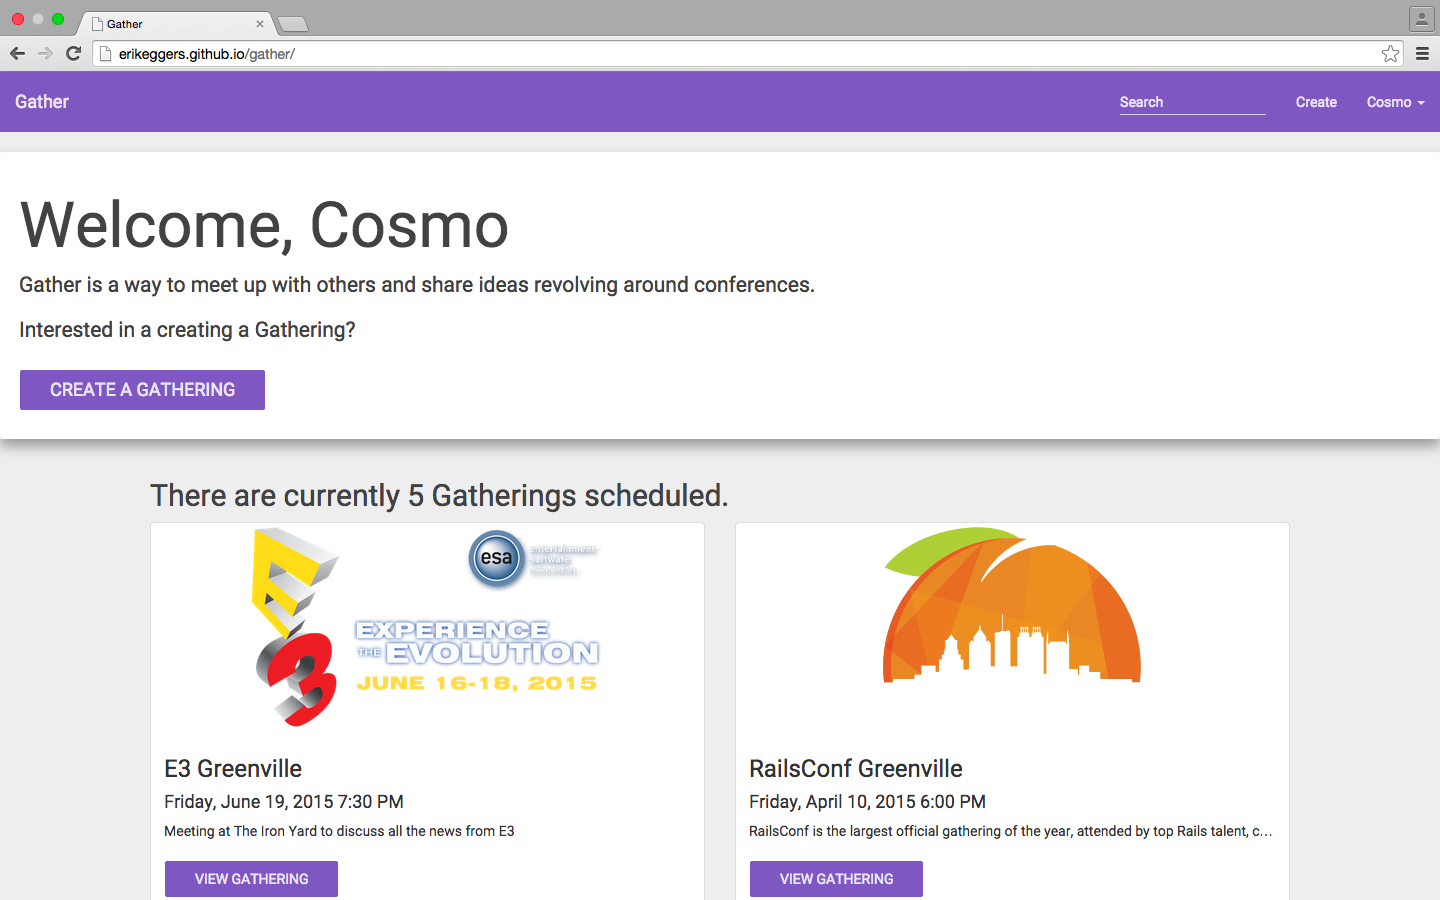 Gather
erikeggers.github.io/gather/
Gather
Search
Create
Cosmo
Welcome, Cosmo
Gather is a way to meet up with others and share ideas revolving around conferences.
Interested in a creating a Gathering?
CREATE A GATHERING
There are currently 5 Gatherings scheduled.
E3
esa
entertainment
software
association
EXPERIENCE
THE EVOLUTION
JUNE 16-18, 2015
E3 Greenville
Friday, June 19, 2015 7:30 PM
Meeting at The Iron Yard to discuss all the news from E3
VIEW GATHERING
RailsConf Greenville
Friday, April 10, 2015 6:00 PM
RailsConf is the largest official gathering of the year, attended by top Rails talent, c...
VIEW GATHERING